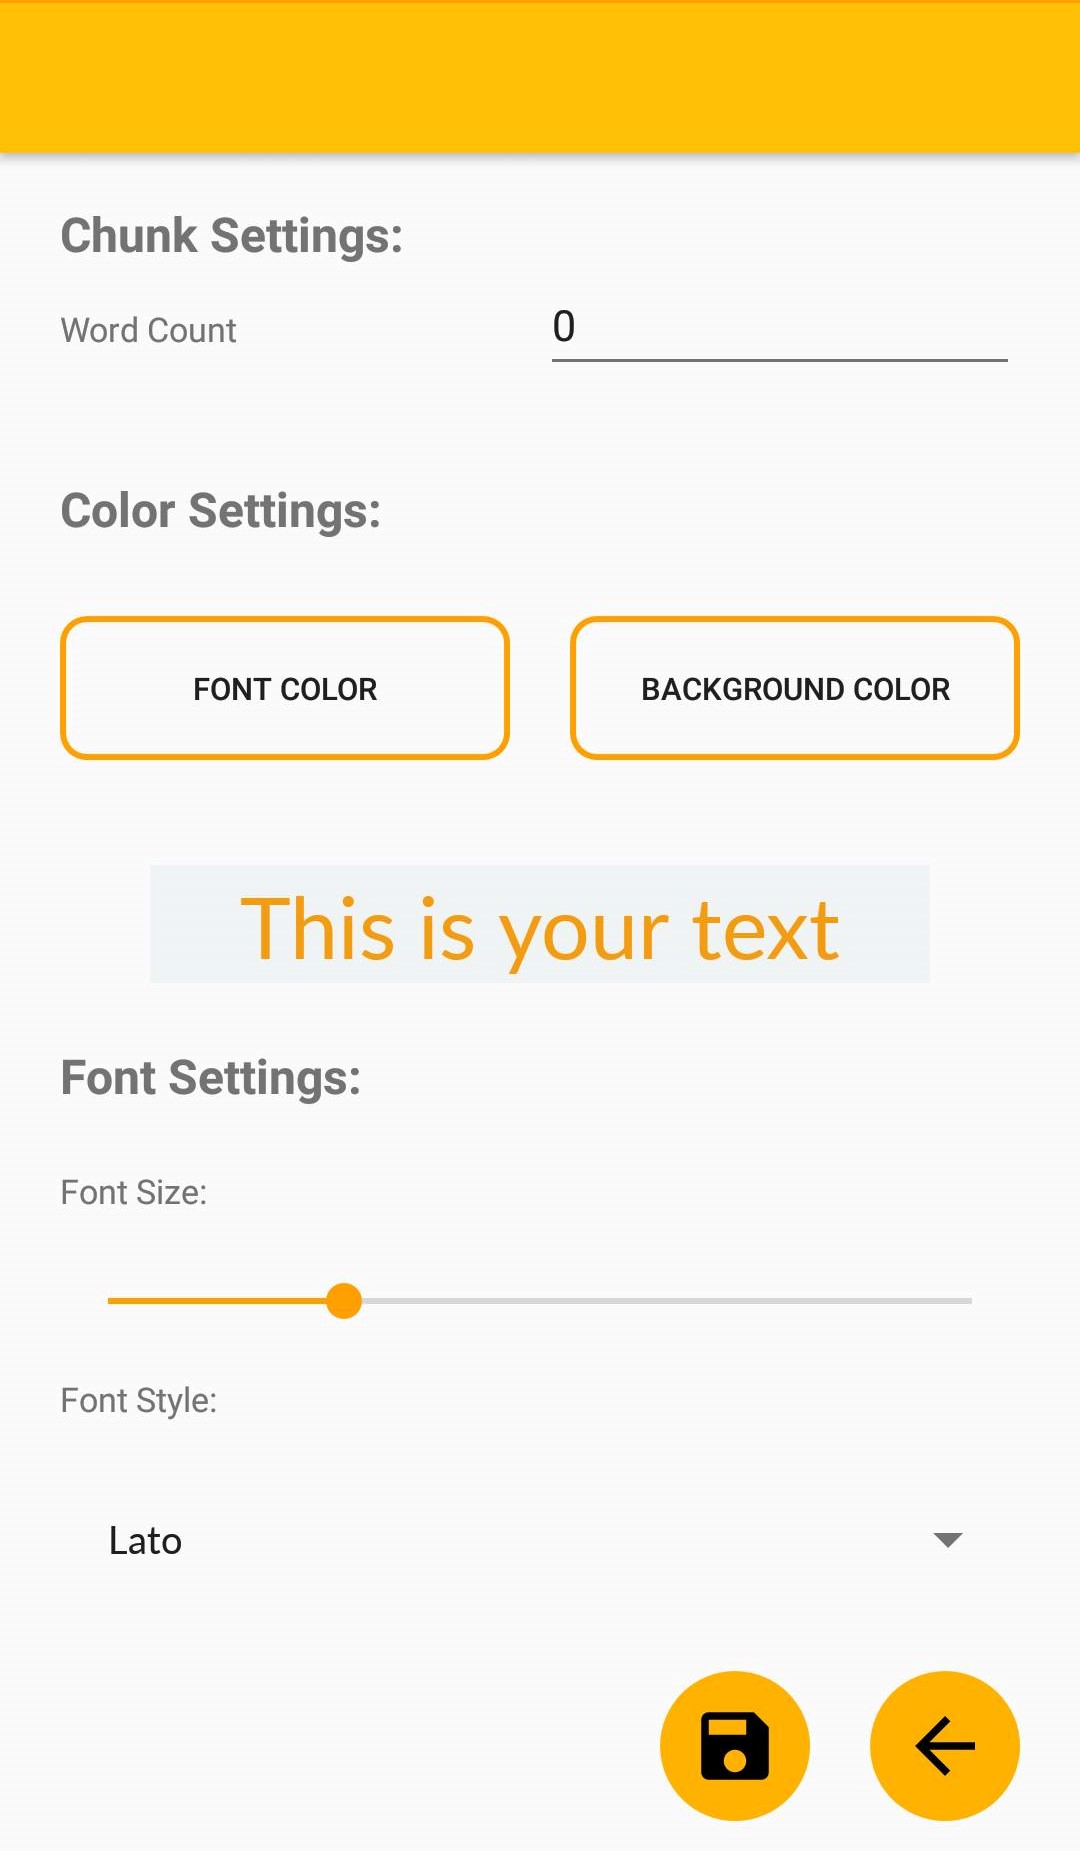 Chunk Settings:
Word Count 0
Color Settings:
FONT COLOR BACKGROUND COLOR
This is your text
Font Settings:
Font Size:
Font Style:
Lato